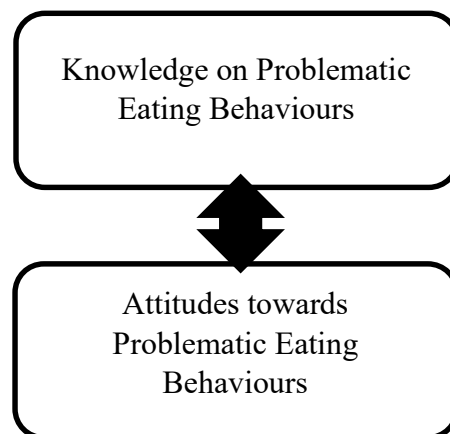 Knowledge on Problematic
Eating Behaviours
Attitudes towards
Problematic Eating
Behaviours